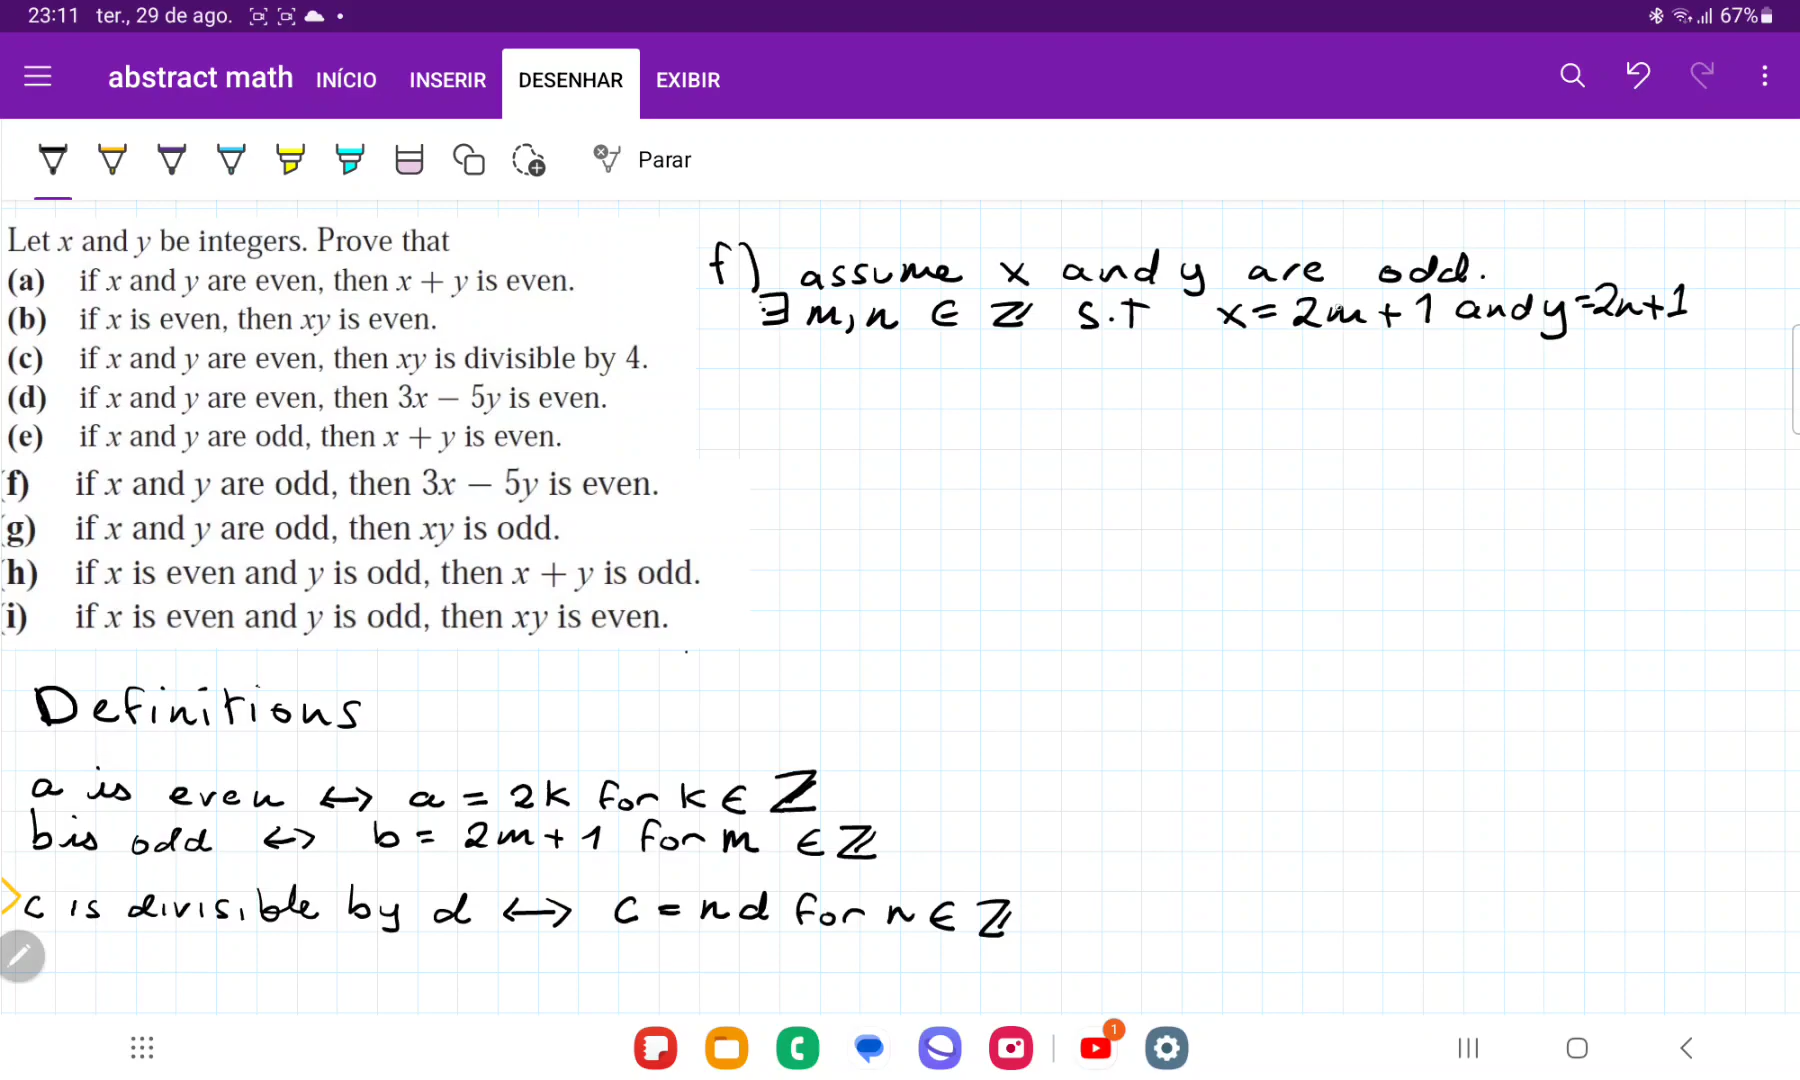 23:11 ter., 29 de ago.
67%
abstract math INÍCIO INSERIR DESENHAR EXIBIR
Parar
Let x and y be integers. Prove that
(a) if x and y are even, then x + y is even.
(b) if x is even, then xy is even.
(c) if x and y are even, then xy is divisible by 4.
(d) if x and y are even, then 3x − 5y is even.
(e) if x and y are odd, then x + y is even.
(f) if x and y are odd, then 3x − 5y is even.
(g) if x and y are odd, then xy is odd.
(h) if x is even and y is odd, then x + y is odd.
(i) if x is even and y is odd, then xy is even.
f) assume x and y are odd.
∃ m, n ∈ ℤ s.t x = 2m + 1 and y = 2n + 1
Definitions
a is even ↔ a = 2k for k ∈ ℤ
b is odd ↔ b = 2m + 1 for m ∈ ℤ
c is divisible by d ↔ c = nd for n ∈ ℤ
1